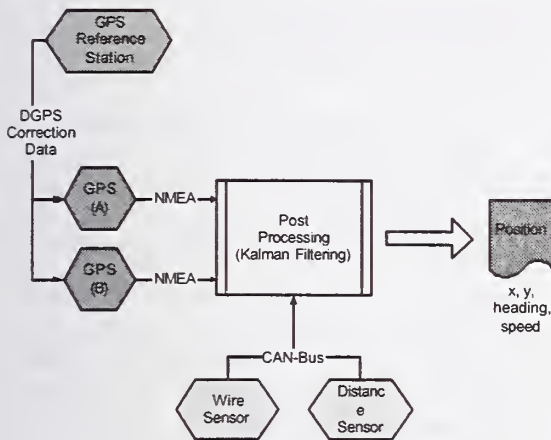 GPS
Reference
Station
DGPS
Correction
Data
GPS
(A)
NMEA
GPS
(B)
NMEA
Post
Processing
(Kalman Filtering)
Position
x, y,
heading,
speed
CAN-Bus
Wire
Sensor
Distanc
e
Sensor